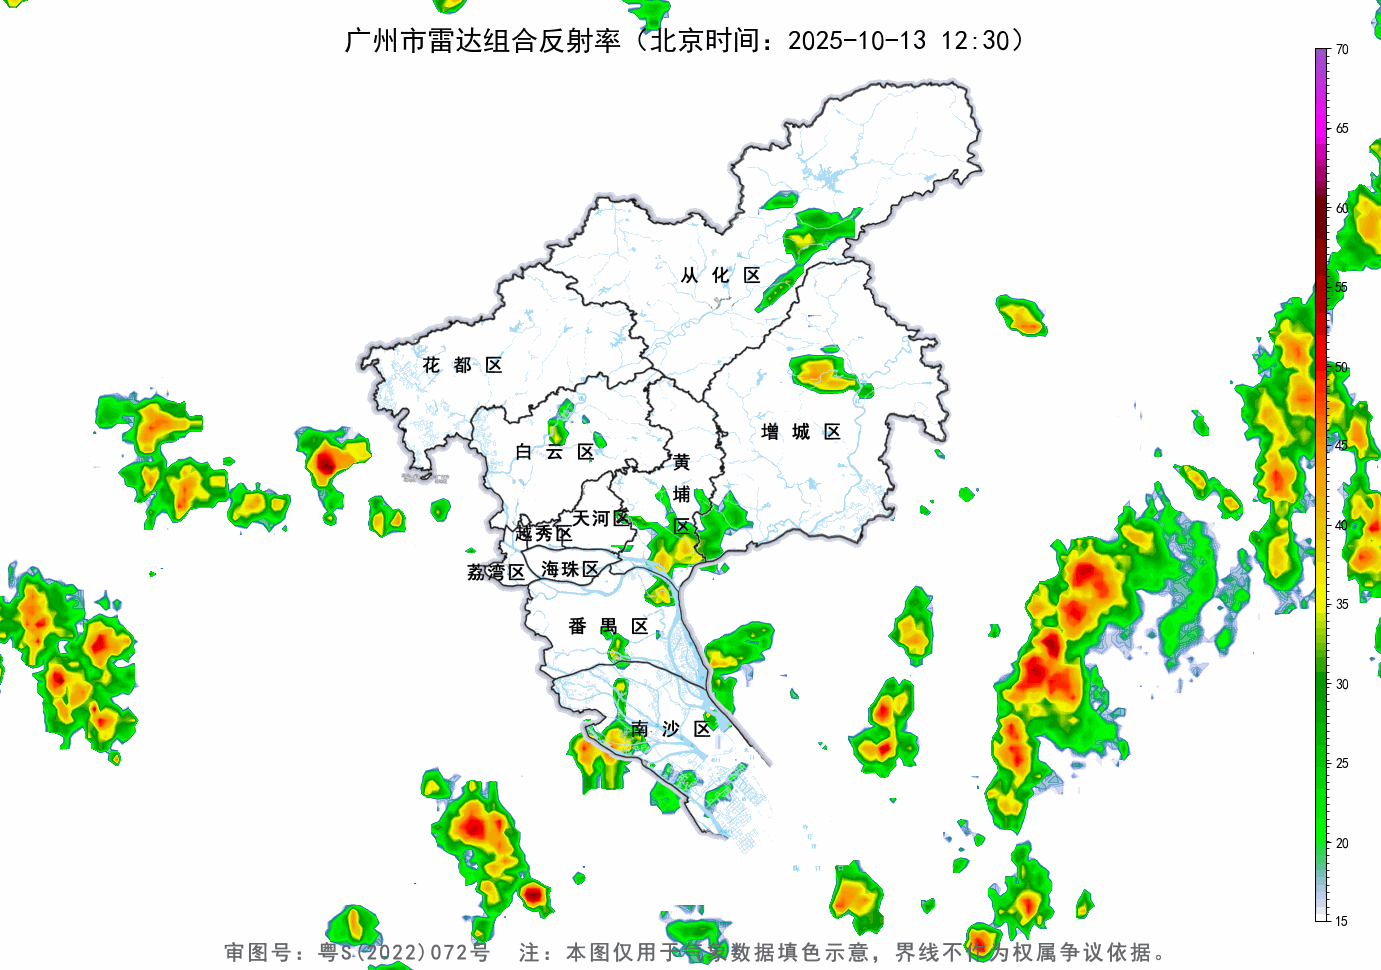 广州市雷达组合反射率（北京时间：2025-10-13 12:30）
70
65
60
55
50
45
40
35
30
25
20
15
从 化 区
花 都 区
增 城 区
白 云 区
黄
埔
区
天河区
越秀区
荔湾区
海珠区
番 禺 区
南 沙 区
审图号：粤S(2022)072号 注：本图仅用于气象数据填色示意，界线不作为权属争议依据。